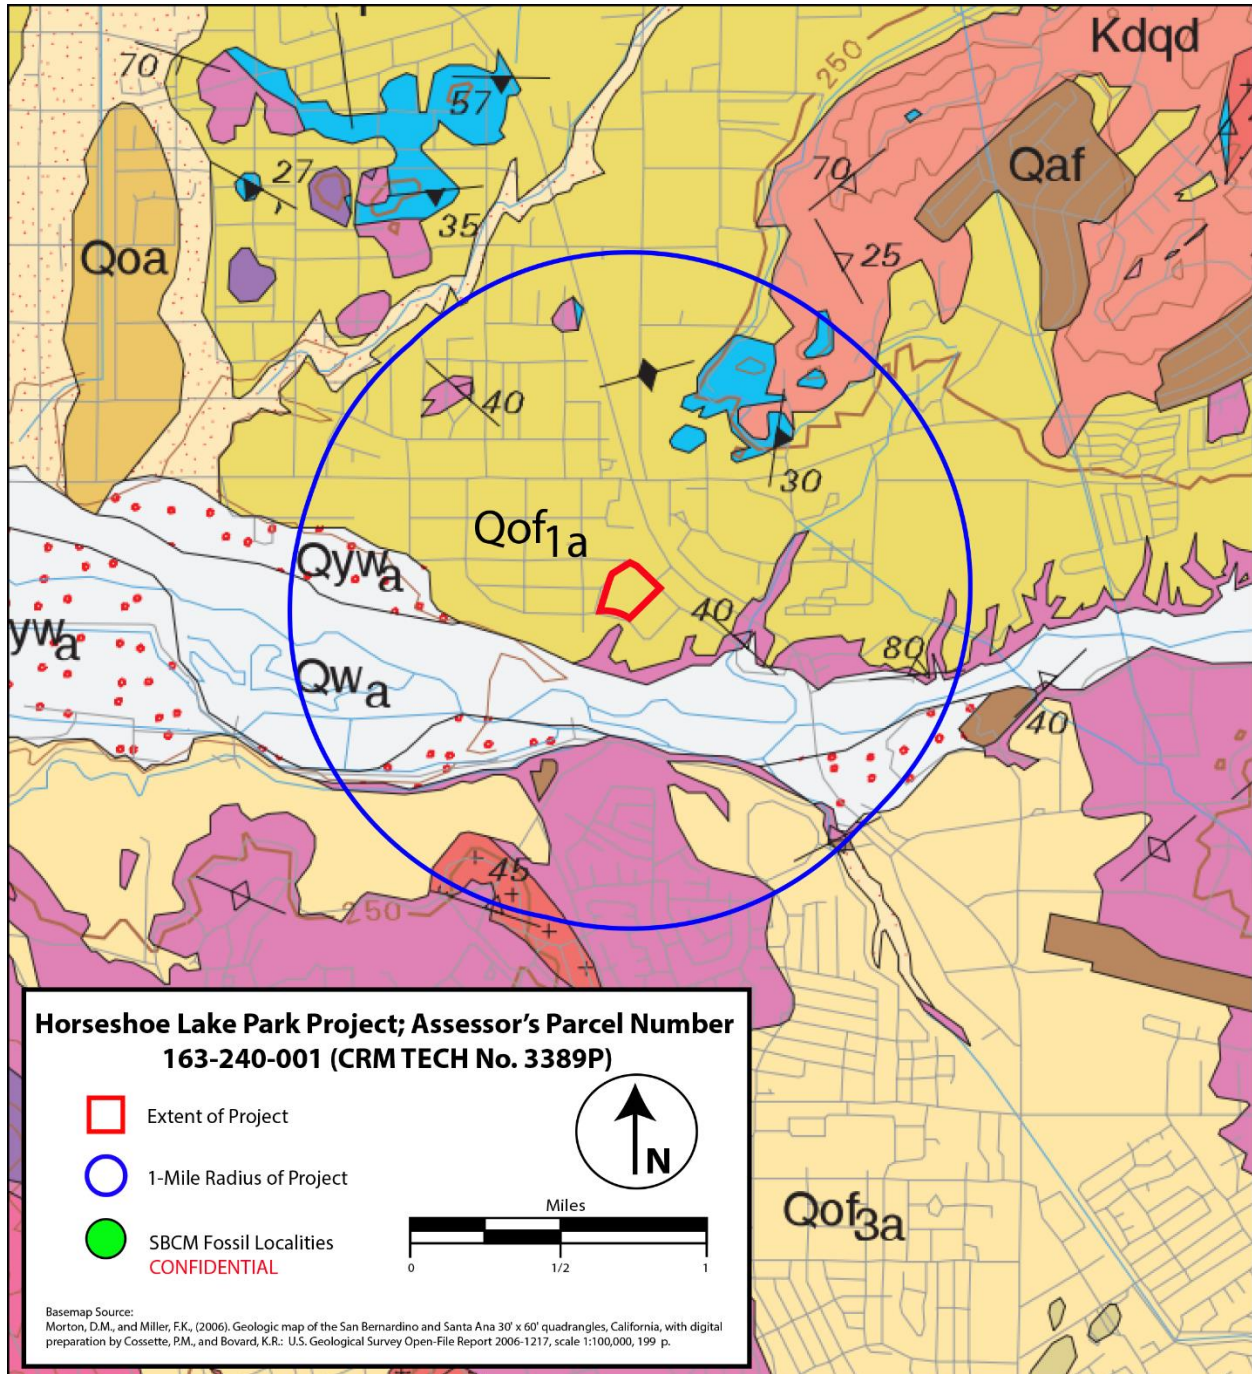 Kdqd
250
70
57
Qaf
27
70
35
Qoa
25
40
30
Qof1a
Qywa
40
ywa
80
Qwa
40
45
250
Horseshoe Lake Park Project; Assessor's Parcel Number
163-240-001 (CRM TECH No. 3389P)
Extent of Project
N
1-Mile Radius of Project
Miles
SBCM Fossil Localities
CONFIDENTIAL
0 1/2 1
Qof3a
Basemap Source:
Morton, D.M., and Miller, F.K., (2006). Geologic map of the San Bernardino and Santa Ana 30' x 60' quadrangles, California, with digital
preparation by Cossette, P.M., and Bovard, K.R.: U.S. Geological Survey Open-File Report 2006-1217, scale 1:100,000, 199 p.